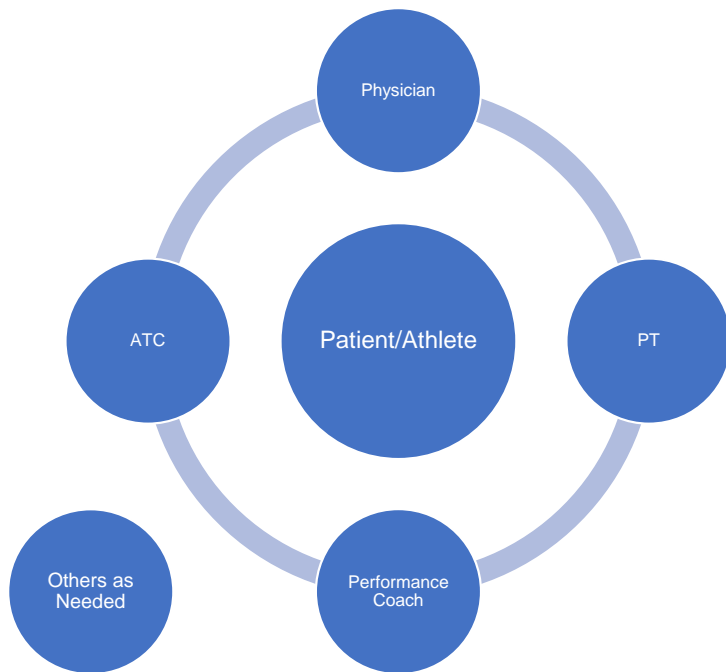 Physician
ATC
Patient/Athlete
PT
Performance
Coach
Others as
Needed